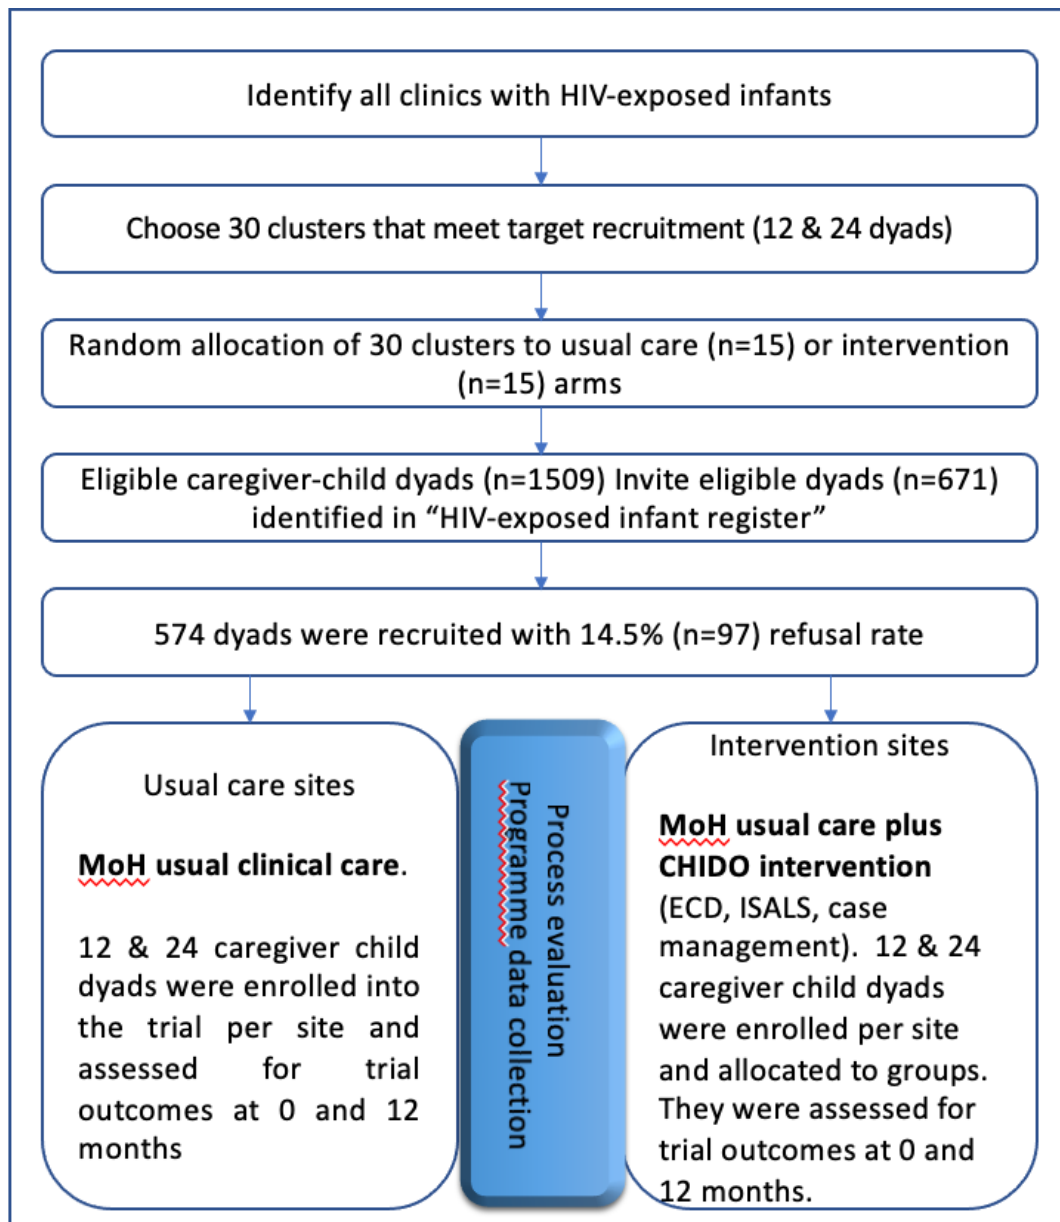 Identify all clinics with HIV-exposed infants
Choose 30 clusters that meet target recruitment (12 & 24 dyads)
Random allocation of 30 clusters to usual care (n=15) or intervention
(n=15) arms
Eligible caregiver-child dyads (n=1509) Invite eligible dyads (n=671)
identified in “HIV-exposed infant register”
574 dyads were recruited with 14.5% (n=97) refusal rate
Usual care sites
MoH usual clinical care.
12 & 24 caregiver child
dyads were enrolled into
the trial per site and
assessed for trial
outcomes at 0 and 12
months
Process evaluation
Programme data collection
Intervention sites
MoH usual care plus
CHIDO intervention
(ECD, ISALS, case
management). 12 & 24
caregiver child dyads
were enrolled per site
and allocated to groups.
They were assessed for
trial outcomes at 0 and
12 months.